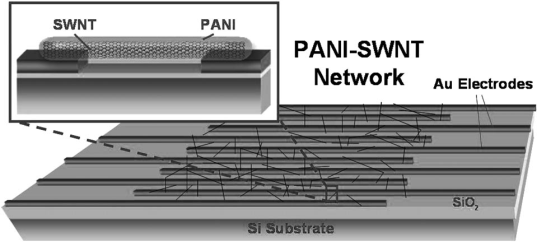 SWNT
PANI
PANI-SWNT
Network
Au Electrodes
SiO₂
Si Substrate